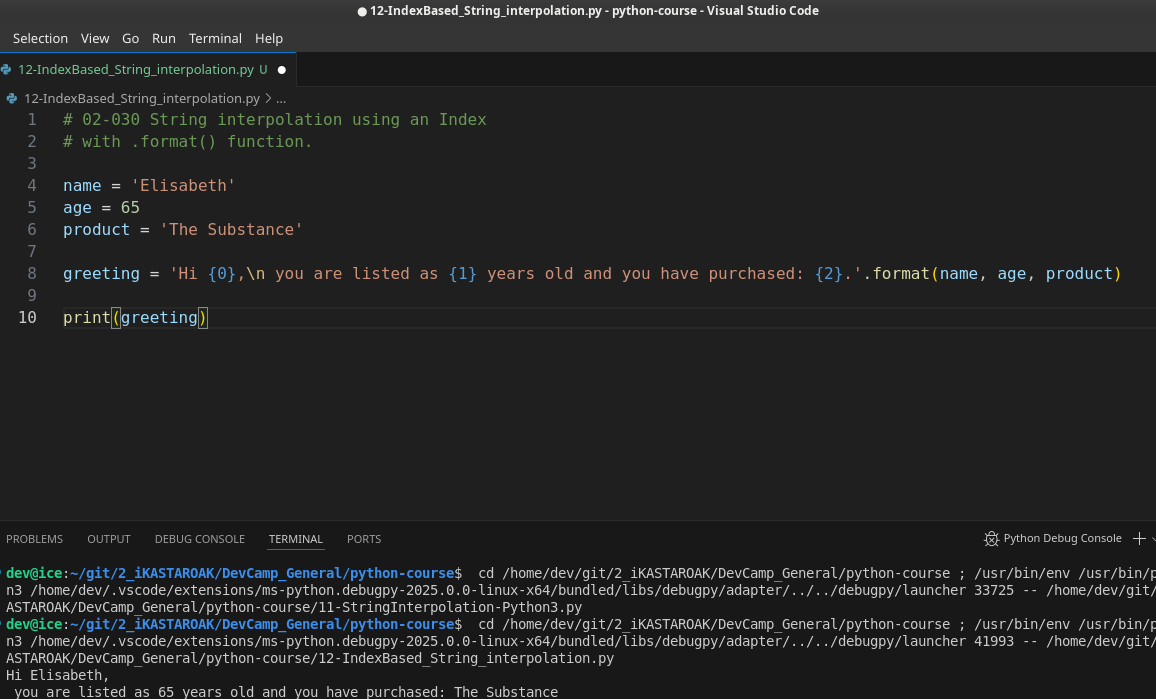 12-IndexBased_String_interpolation.py - python-course - Visual Studio Code
Selection View Go Run Terminal Help
12-IndexBased_String_interpolation.py U
12-IndexBased_String_interpolation.py > ...
1 # 02-030 String interpolation using an Index
2 # with .format() function.
3
4 name = 'Elisabeth'
5 age = 65
6 product = 'The Substance'
7
8 greeting = 'Hi {0},\n you are listed as {1} years old and you have purchased: {2}.'.format(name, age, product)
9
10 print(greeting)
PROBLEMS OUTPUT DEBUG CONSOLE TERMINAL PORTS Python Debug Console
dev@ice:~/git/2_iKASTAROAK/DevCamp_General/python-course$ cd /home/dev/git/2_iKASTAROAK/DevCamp_General/python-course ; /usr/bin/env /usr/bin/p
n3 /home/dev/.vscode/extensions/ms-python.debugpy-2025.0.0-linux-x64/bundled/libs/debugpy/adapter/../../debugpy/launcher 33725 -- /home/dev/git/
ASTAROAK/DevCamp_General/python-course/11-StringInterpolation-Python3.py
dev@ice:~/git/2_iKASTAROAK/DevCamp_General/python-course$ cd /home/dev/git/2_iKASTAROAK/DevCamp_General/python-course ; /usr/bin/env /usr/bin/p
n3 /home/dev/.vscode/extensions/ms-python.debugpy-2025.0.0-linux-x64/bundled/libs/debugpy/adapter/../../debugpy/launcher 41993 -- /home/dev/git/
ASTAROAK/DevCamp_General/python-course/12-IndexBased_String_interpolation.py
Hi Elisabeth,
you are listed as 65 years old and you have purchased: The Substance